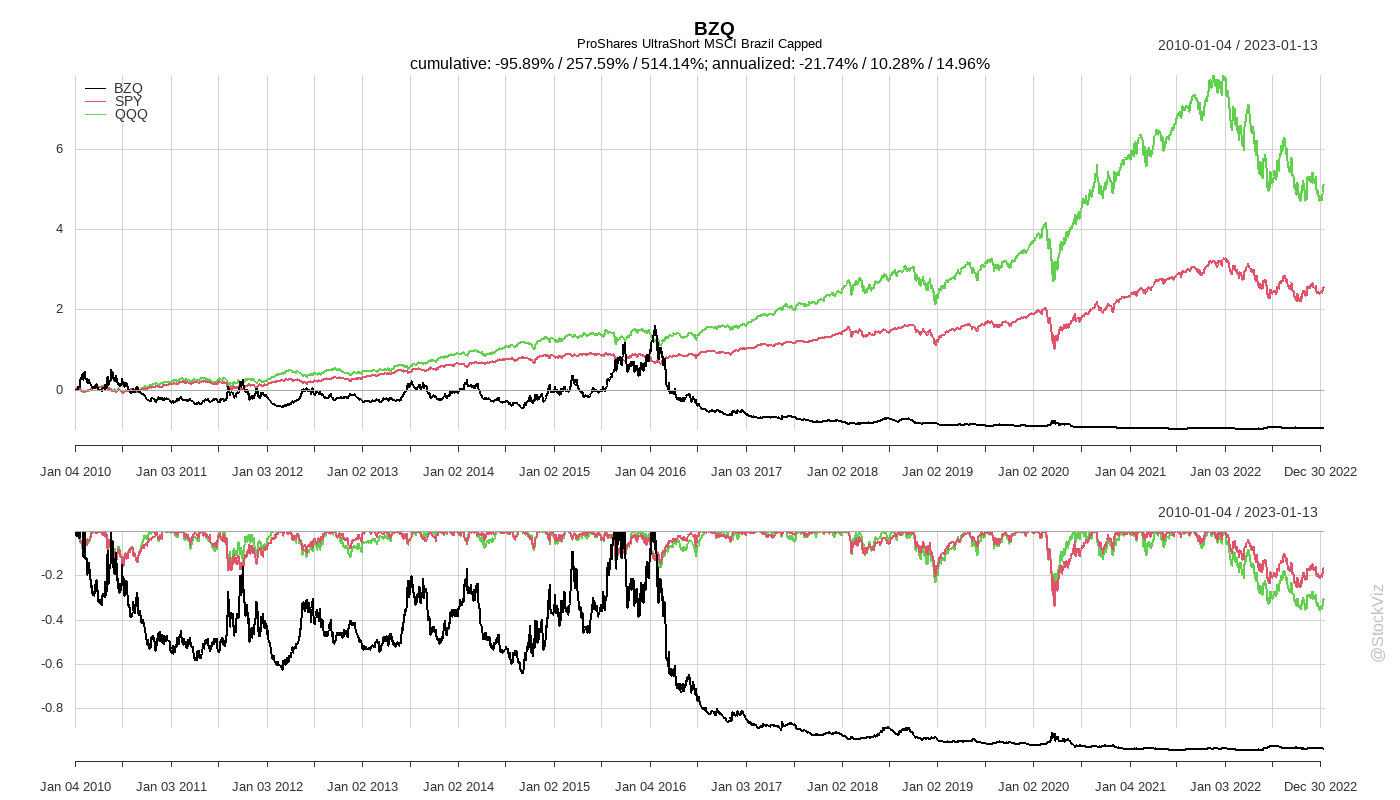 BZQ
ProShares UltraShort MSCI Brazil Capped
2010-01-04 / 2023-01-13
cumulative: -95.89% / 257.59% / 514.14%; annualized: -21.74% / 10.28% / 14.96%
BZQ
SPY
QQQ
6
4
2
0
Jan 04 2010 Jan 03 2011 Jan 03 2012 Jan 02 2013 Jan 02 2014 Jan 02 2015 Jan 04 2016 Jan 03 2017 Jan 02 2018 Jan 02 2019 Jan 02 2020 Jan 04 2021 Jan 03 2022 Dec 30 2022
2010-01-04 / 2023-01-13
-0.2
-0.4
-0.6
-0.8
Jan 04 2010 Jan 03 2011 Jan 03 2012 Jan 02 2013 Jan 02 2014 Jan 02 2015 Jan 04 2016 Jan 03 2017 Jan 02 2018 Jan 02 2019 Jan 02 2020 Jan 04 2021 Jan 03 2022 Dec 30 2022
@StockViz